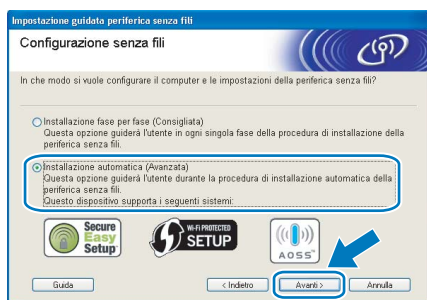 Impostazione guidata periferica senza fili
Configurazione senza fili
In che modo si vuole configurare il computer e le impostazioni della periferica senza fili?
Installazione fase per fase (Consigliata)
Questa opzione guiderà l'utente in ogni singola fase della procedura di installazione della
periferica senza fili.
Installazione automatica (Avanzata)
Questa opzione guiderà l'utente durante la procedura di installazione automatica della
periferica senza fili.
Questo dispositivo supporta i seguenti sistemi:
Secure
Easy
Setup
WI-FI PROTECTED
SETUP
AOSS™
Guida
< Indietro
Avanti >
Annulla